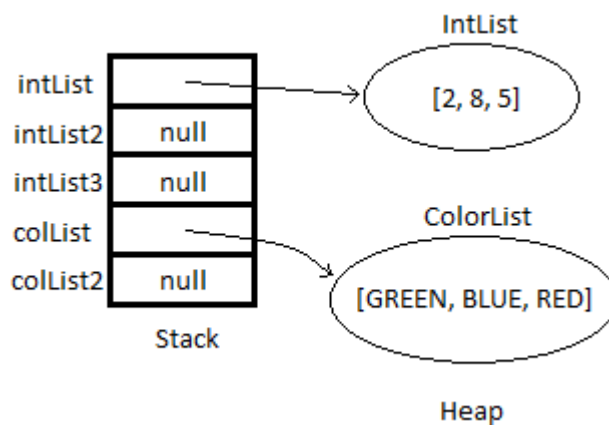 IntList
intList
[2, 8, 5]
intList2 null
intList3 null
colList
ColorList
colList2 null
[GREEN, BLUE, RED]
Stack
Heap